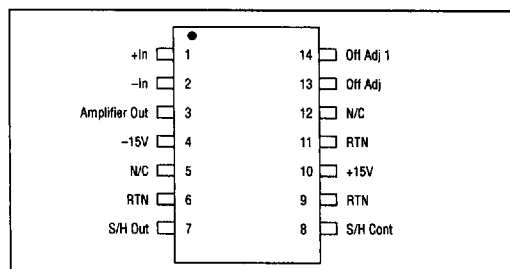 +In 1 14 Off Adj 1
–In 2 13 Off Adj
Amplifier Out 3 12 N/C
–15V 4 11 RTN
N/C 5 10 +15V
RTN 6 9 RTN
S/H Out 7 8 S/H Cont